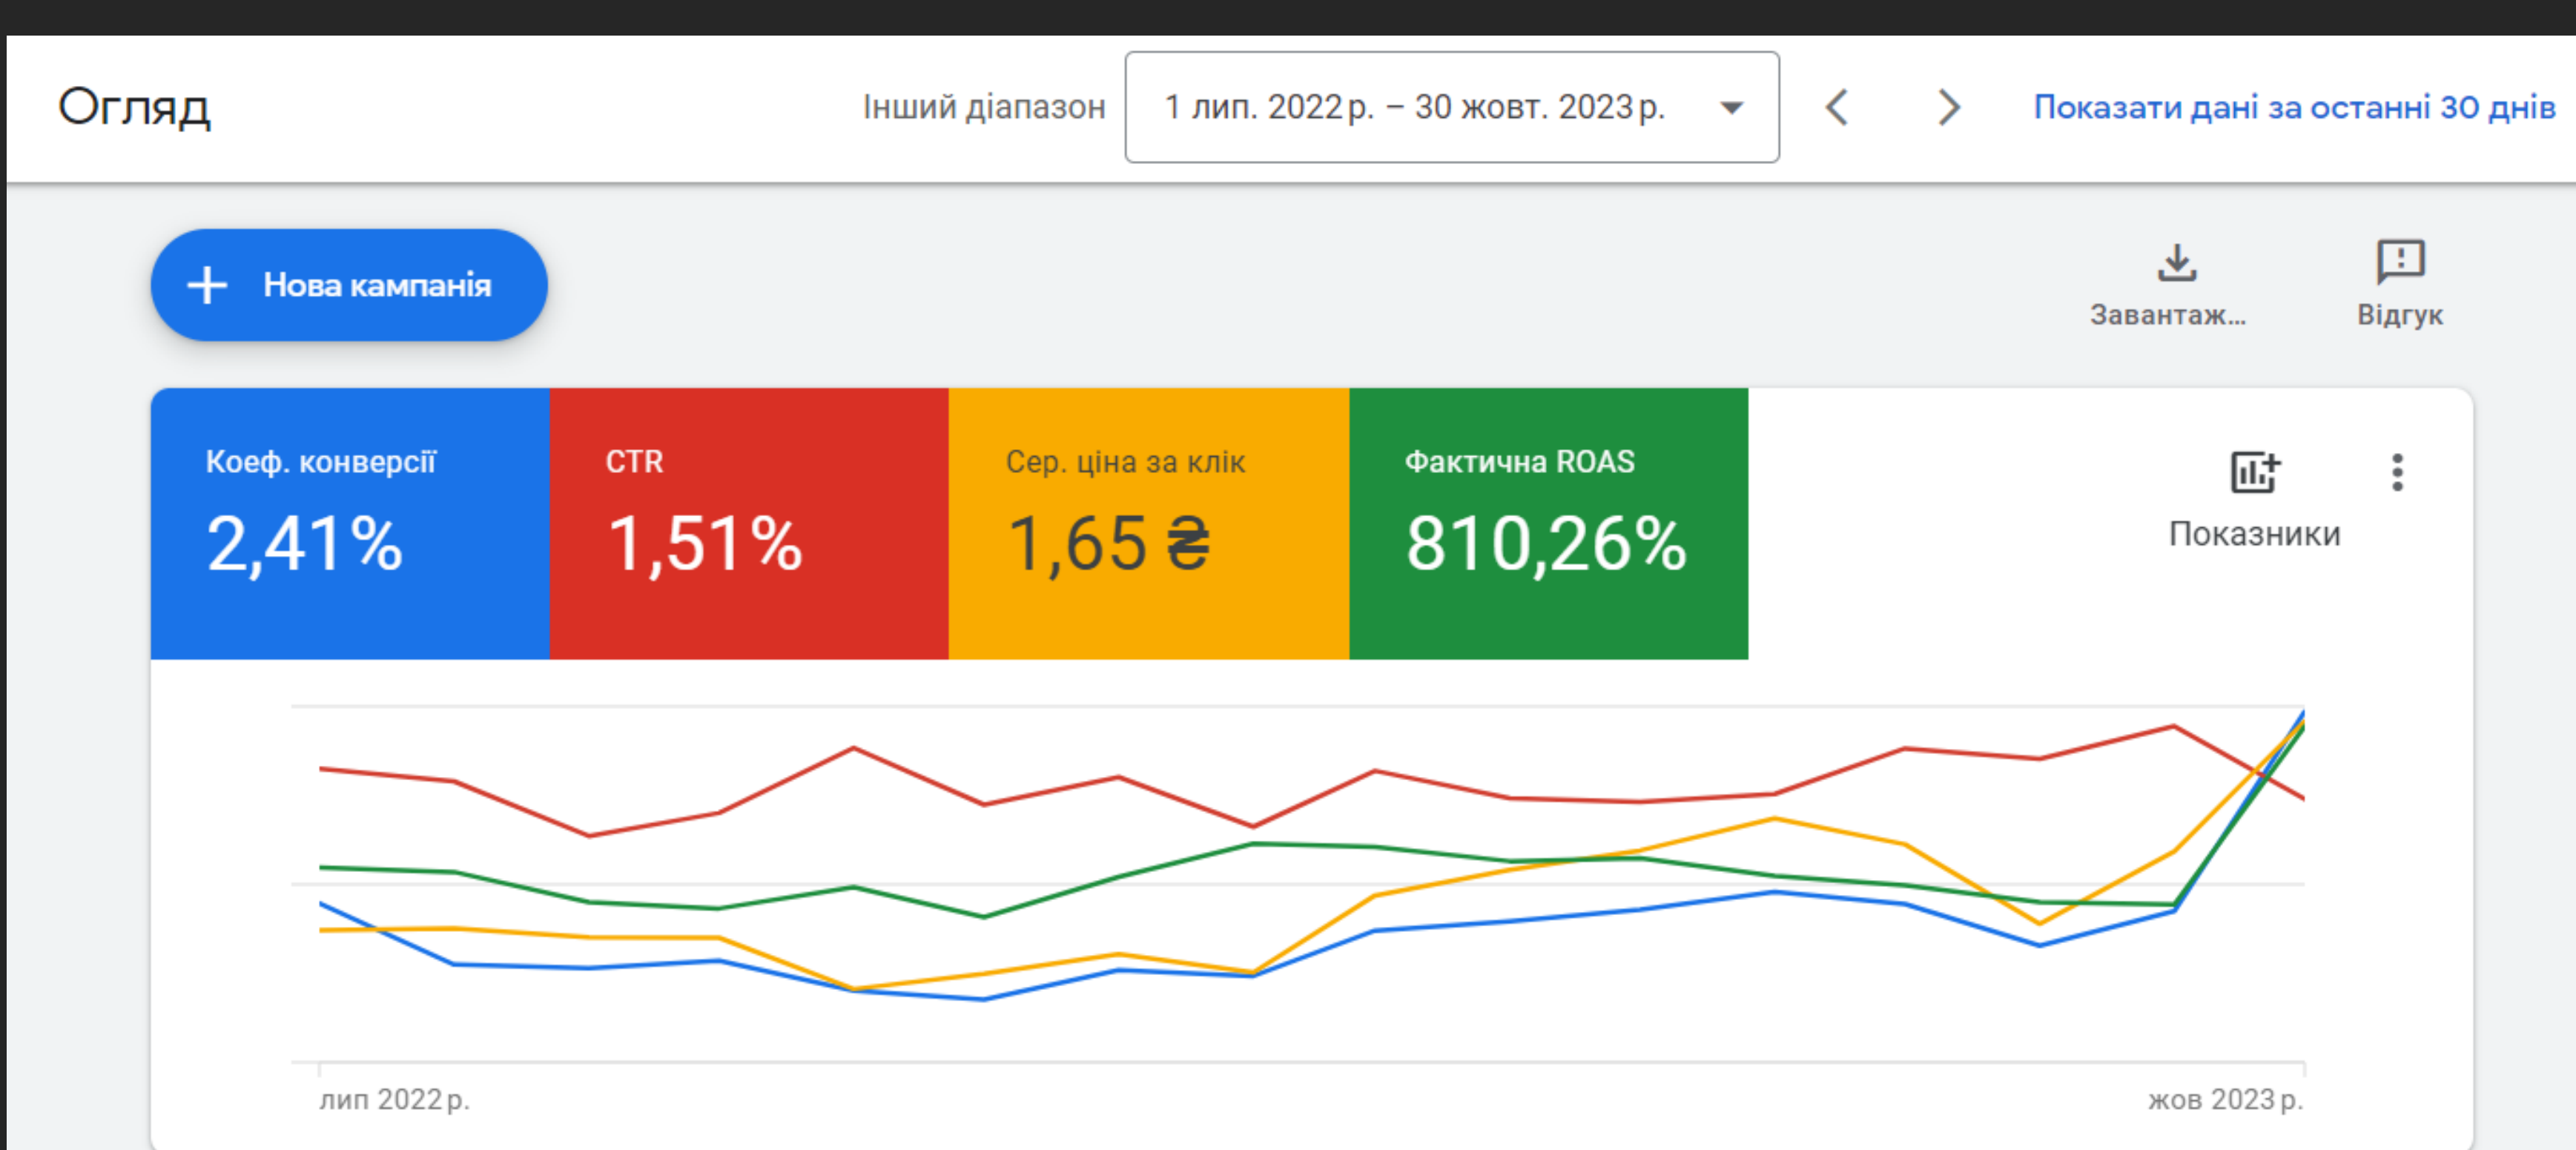 Огляд
Інший діапазон
1 лип. 2022 р. – 30 жовт. 2023 р.
Показати дані за останні 30 днів
Нова кампанія
Завантаж...
Відгук
Коеф. конверсії
2,41%
CTR
1,51%
Сер. ціна за клік
1,65 ₴
Фактична ROAS
810,26%
Показники
лип 2022 р.
жов 2023 р.